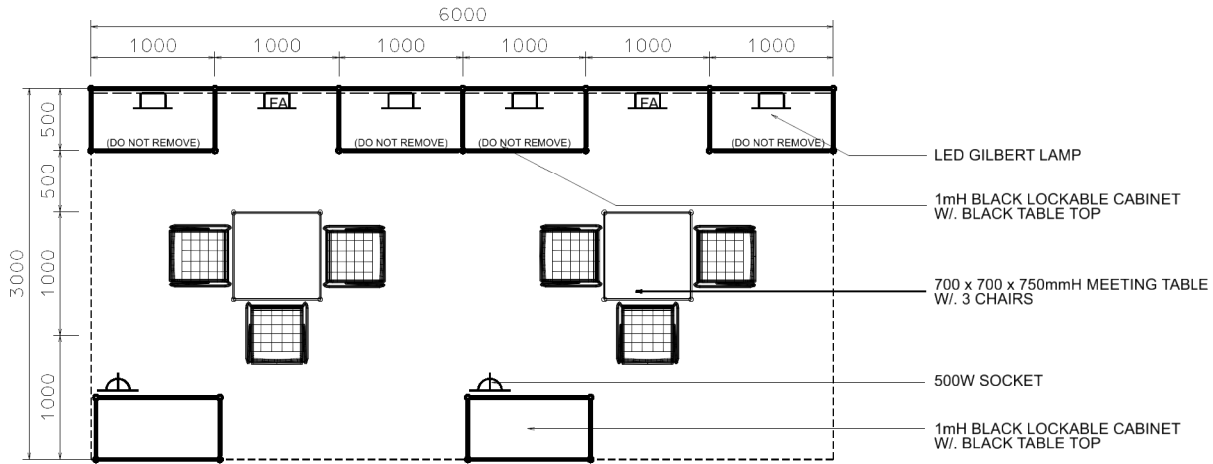 6000
1000 1000 1000 1000 1000 1000
FA FA
500
(DO NOT REMOVE) (DO NOT REMOVE) (DO NOT REMOVE) (DO NOT REMOVE)
LED GILBERT LAMP
500
1mH BLACK LOCKABLE CABINET
W/. BLACK TABLE TOP
3000
1000
700 x 700 x 750mmH MEETING TABLE
W/. 3 CHAIRS
500W SOCKET
1000
1mH BLACK LOCKABLE CABINET
W/. BLACK TABLE TOP